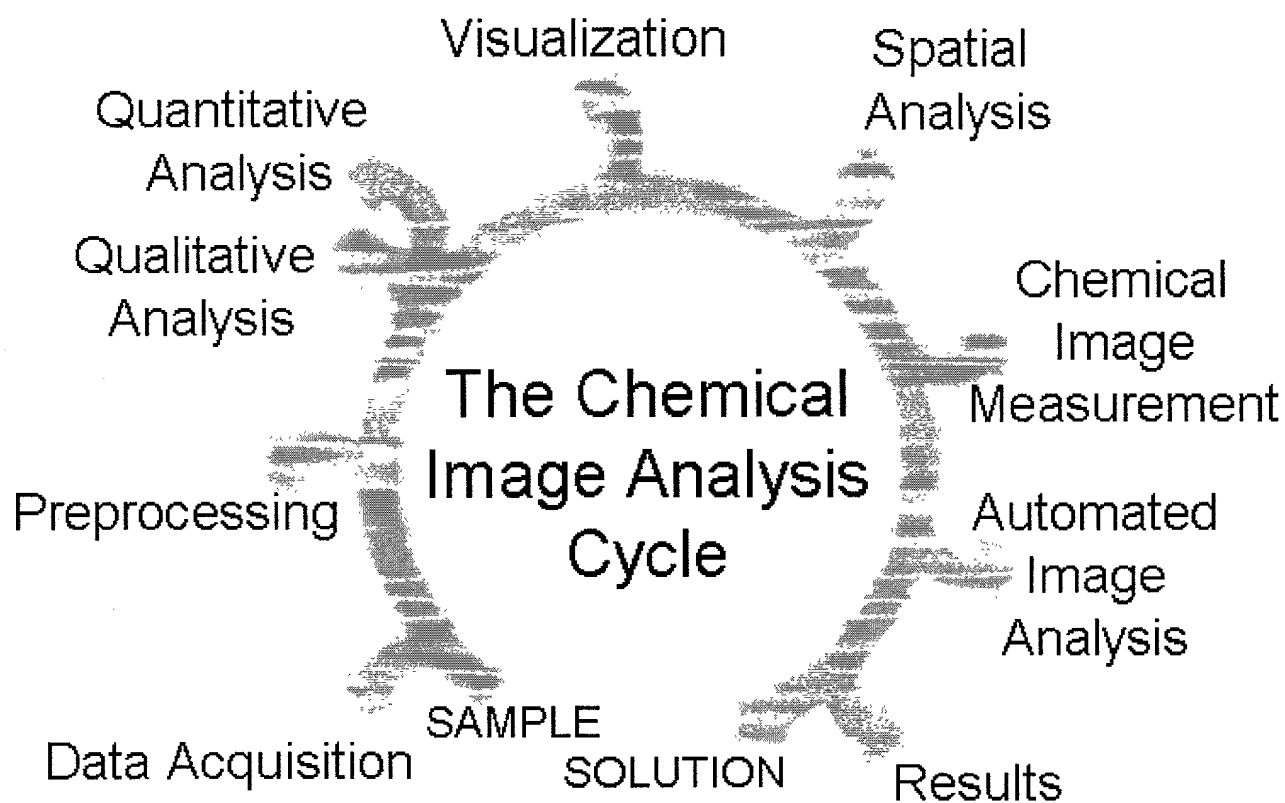 Visualization
Spatial
Analysis
Quantitative
Analysis
Qualitative
Analysis
Chemical
Image
Measurement
The Chemical
Image Analysis
Cycle
Preprocessing
Automated
Image
Analysis
SAMPLE
Data Acquisition
SOLUTION
Results